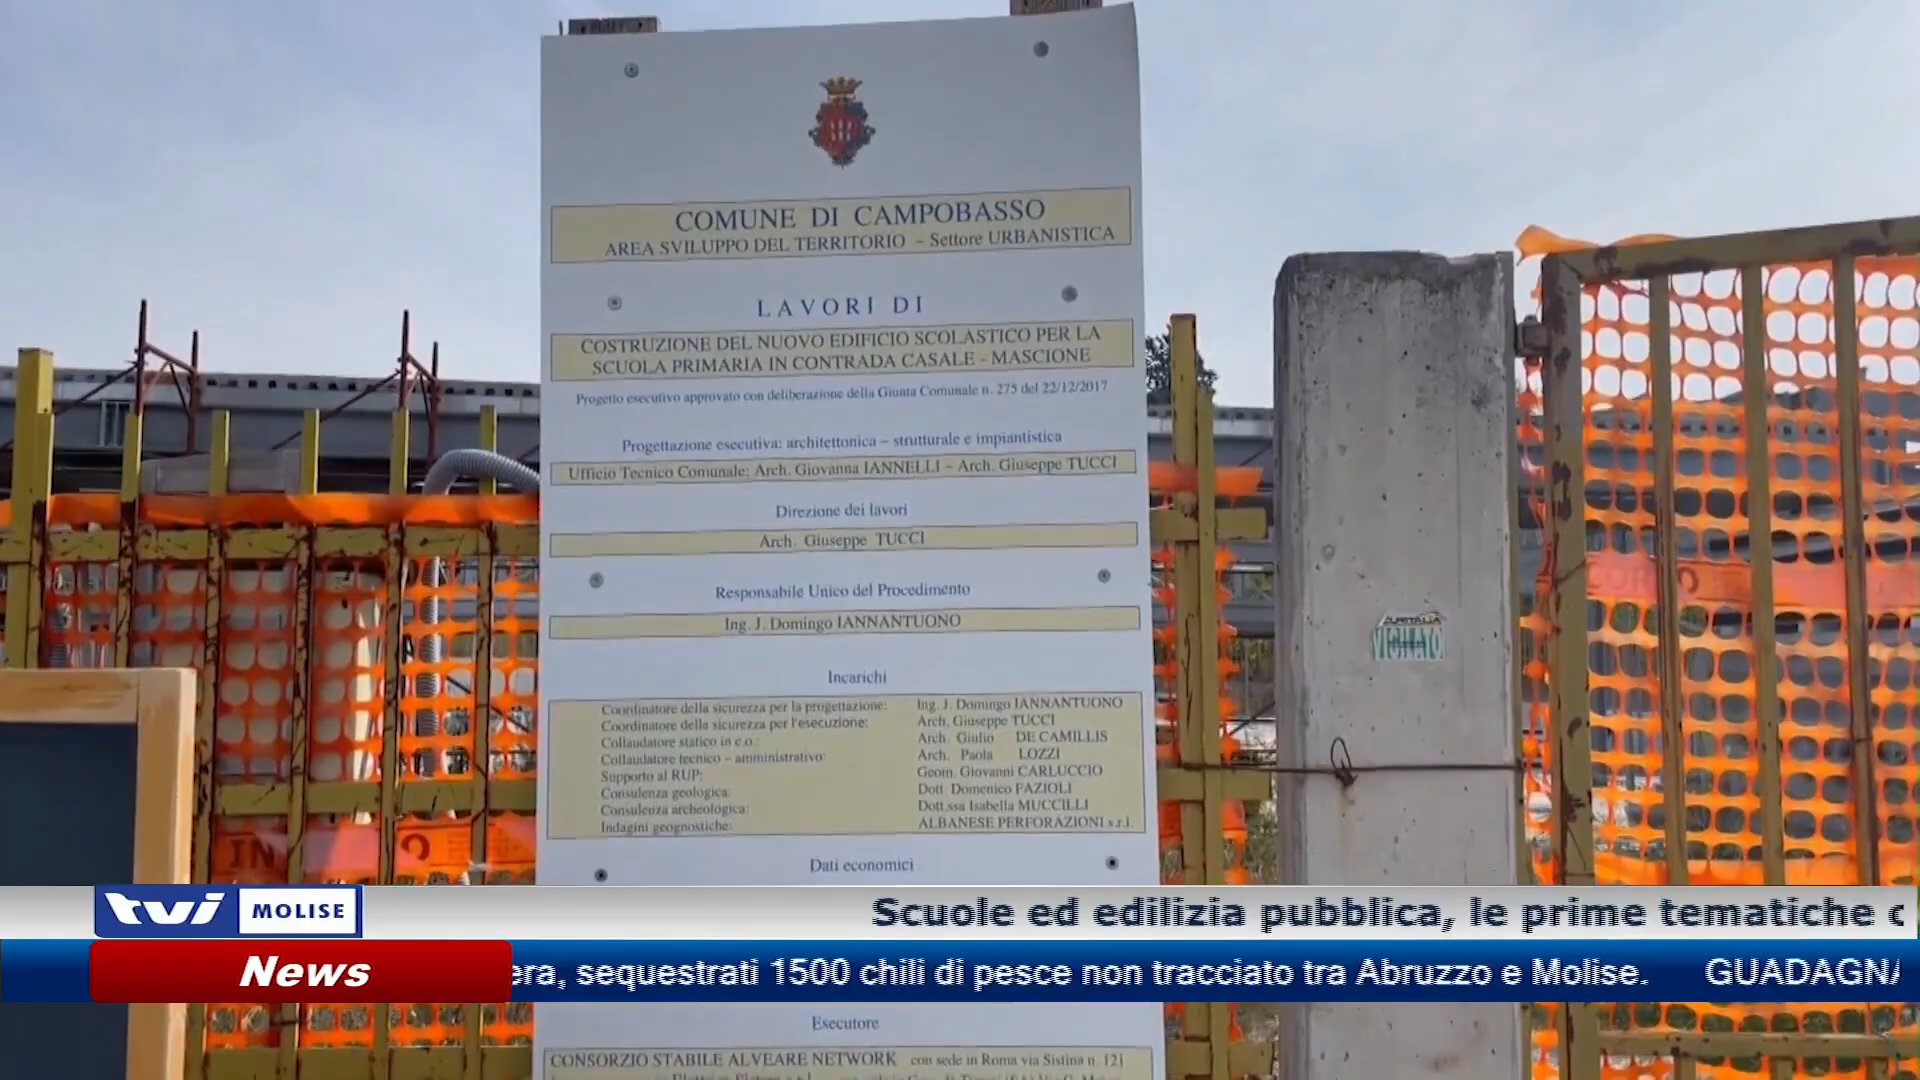 COMUNE DI CAMPOBASSO
AREA SVILUPPO DEL TERRITORIO – Settore URBANISTICA
LAVORI DI
COSTRUZIONE DEL NUOVO EDIFICIO SCOLASTICO PER LA
SCUOLA PRIMARIA IN CONTRADA CASALE - MASCIONE
Progetto esecutivo approvato con deliberazione della Giunta Comunale n. 275 del 22/12/2017
Progettazione esecutiva: architettonica – strutturale e impiantistica
Ufficio Tecnico Comunale: Arch. Giovanna IANNELLI – Arch. Giuseppe TUCCI
Direzione dei lavori
Arch. Giuseppe TUCCI
Responsabile Unico del Procedimento
Ing. J. Domingo IANNANTUONO
Incarichi
Coordinatore della sicurezza per la progettazione: Ing. J. Domingo IANNANTUONO
Coordinatore della sicurezza per l'esecuzione: Arch. Giuseppe TUCCI
Collaudatore statico in c.o.: Arch. Giulio DE CAMILLIS
Collaudatore tecnico – amministrativo: Arch. Paola LOZZI
Supporto al RUP: Geom. Giovanni CARLUCCIO
Consulenza geologica: Dott. Domenico FAZIOLI
Consulenza archeologica: Dott.ssa Isabella MUCCILLI
Indagini geognostiche: ALBANESE PERFORAZIONI s.r.l.
Dati economici
VIGILATO
tvi MOLISE
Scuole ed edilizia pubblica, le prime tematiche
News
era, sequestrati 1500 chili di pesce non tracciato tra Abruzzo e Molise. GUADAGNA
Esecutore
CONSORZIO STABILE ALVEARE NETWORK con sede in Roma via Sistina n. 121